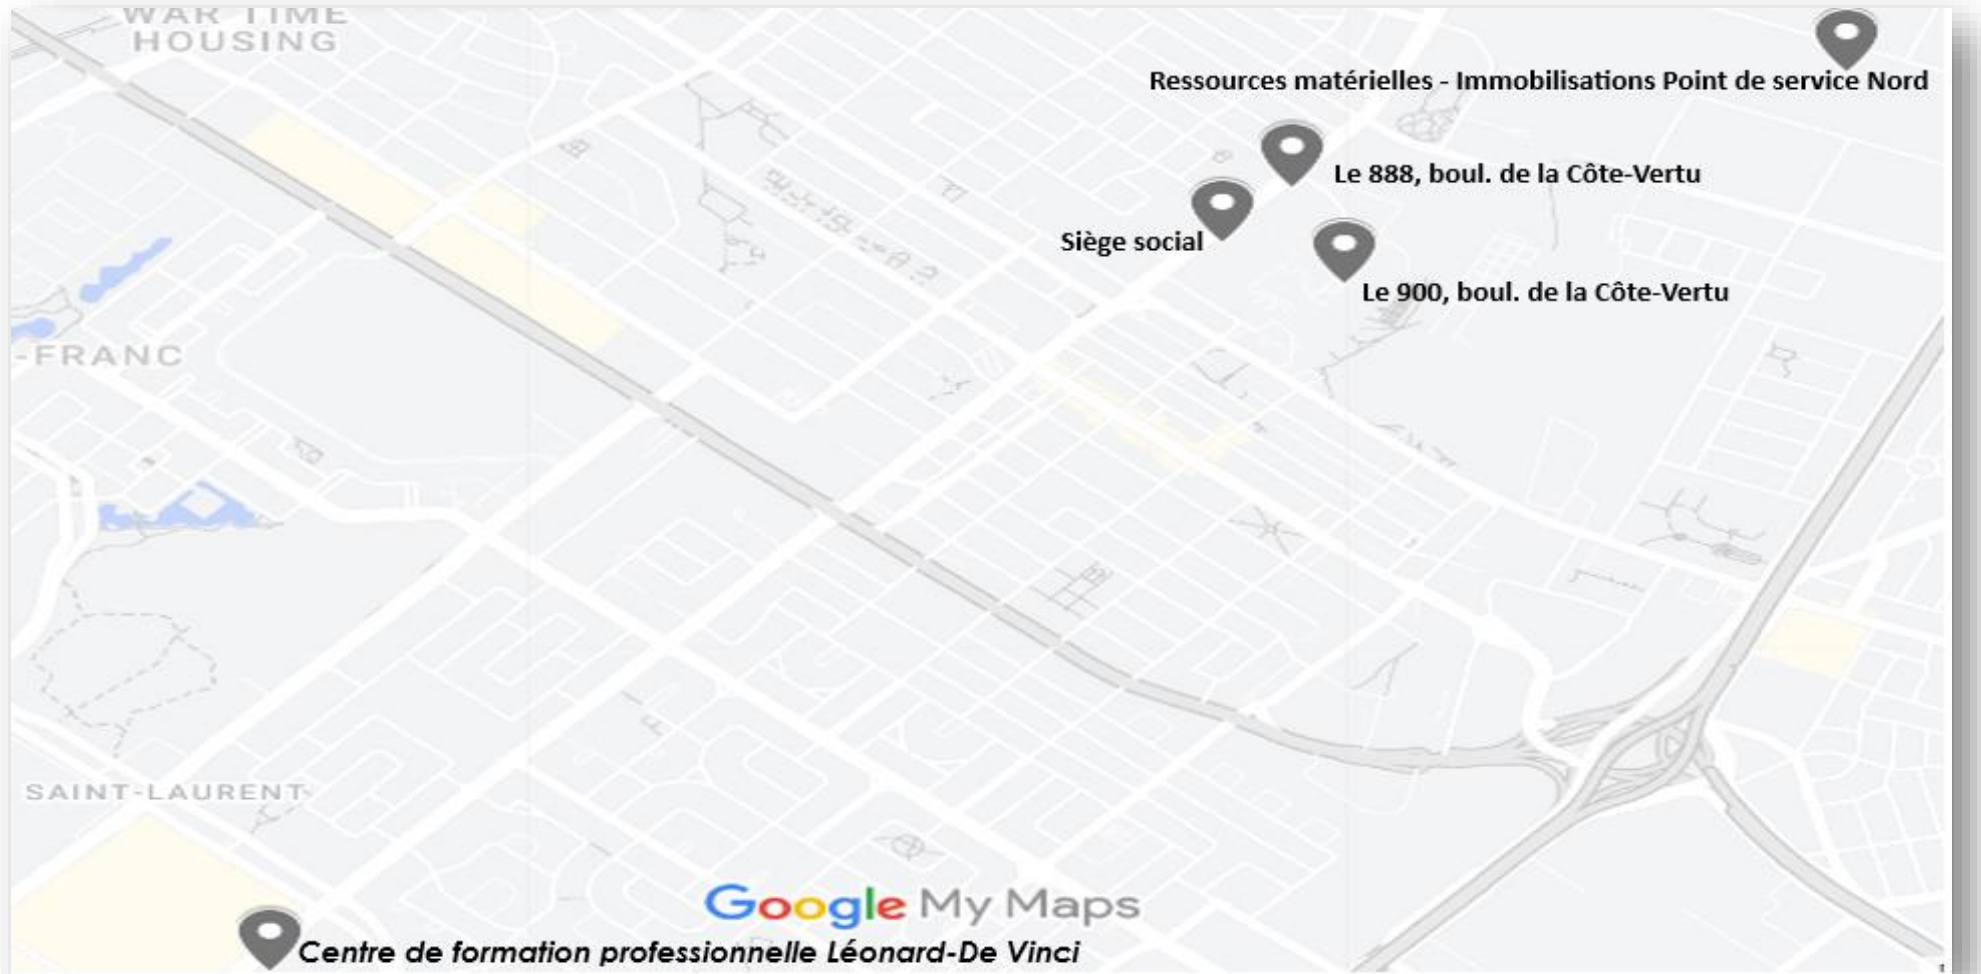 WAR TIME
HOUSING
Ressources matérielles - Immobilisations Point de service Nord
Le 888, boul. de la Côte-Vertu
Siège social
Le 900, boul. de la Côte-Vertu
-FRANC
SAINT-LAURENT
Google My Maps
Centre de formation professionnelle Léonard-De Vinci